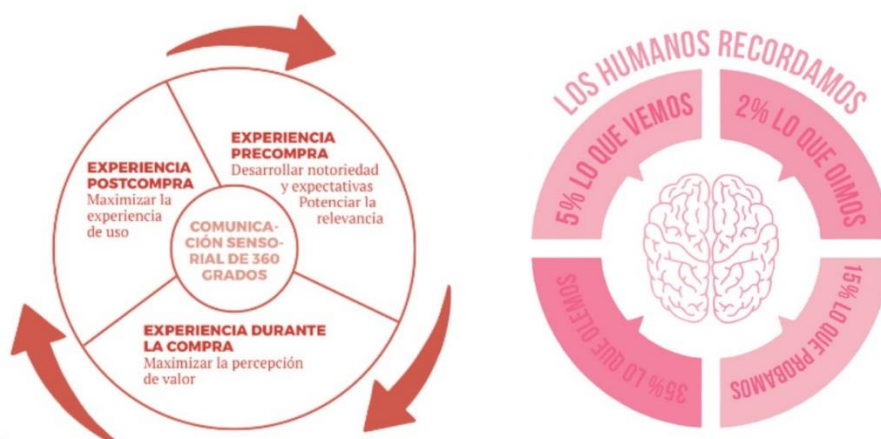 EXPERIENCIA
PRECOMPRA
Desarrollar notoriedad
y expectativas
Potenciar la
relevancia
EXPERIENCIA
POSTCOMPRA
Maximizar la
experiencia
de uso
COMUNICA-
CIÓN SENSO-
RIAL DE 360
GRADOS
EXPERIENCIA DURANTE
LA COMPRA
Maximizar la percepción
de valor
LOS HUMANOS RECORDAMOS
5% LO QUE VEMOS
2% LO QUE OIMOS
35% LO QUE OLEMOS
15% LO QUE PROBAMOS